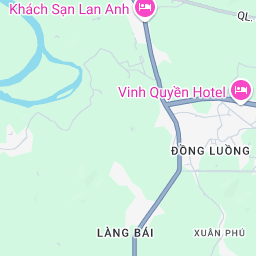 Khách Sạn Lan Anh
QL.
Vinh Quyền Hotel
ĐỒNG LUỒNG
LÀNG BÁI
XUÂN PHÚ